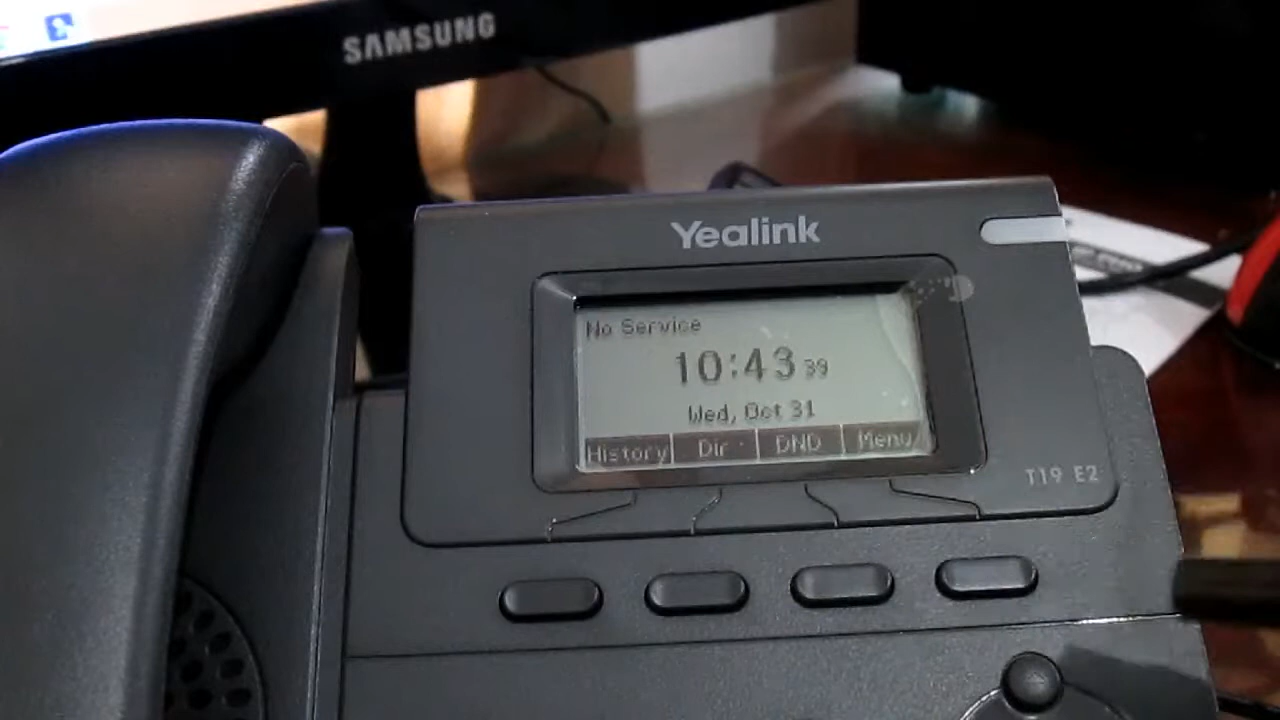 SAMSUNG
Yealink
No Service
10:43 39
Wed, Oct 31
History Dir DND Menu
T19 E2